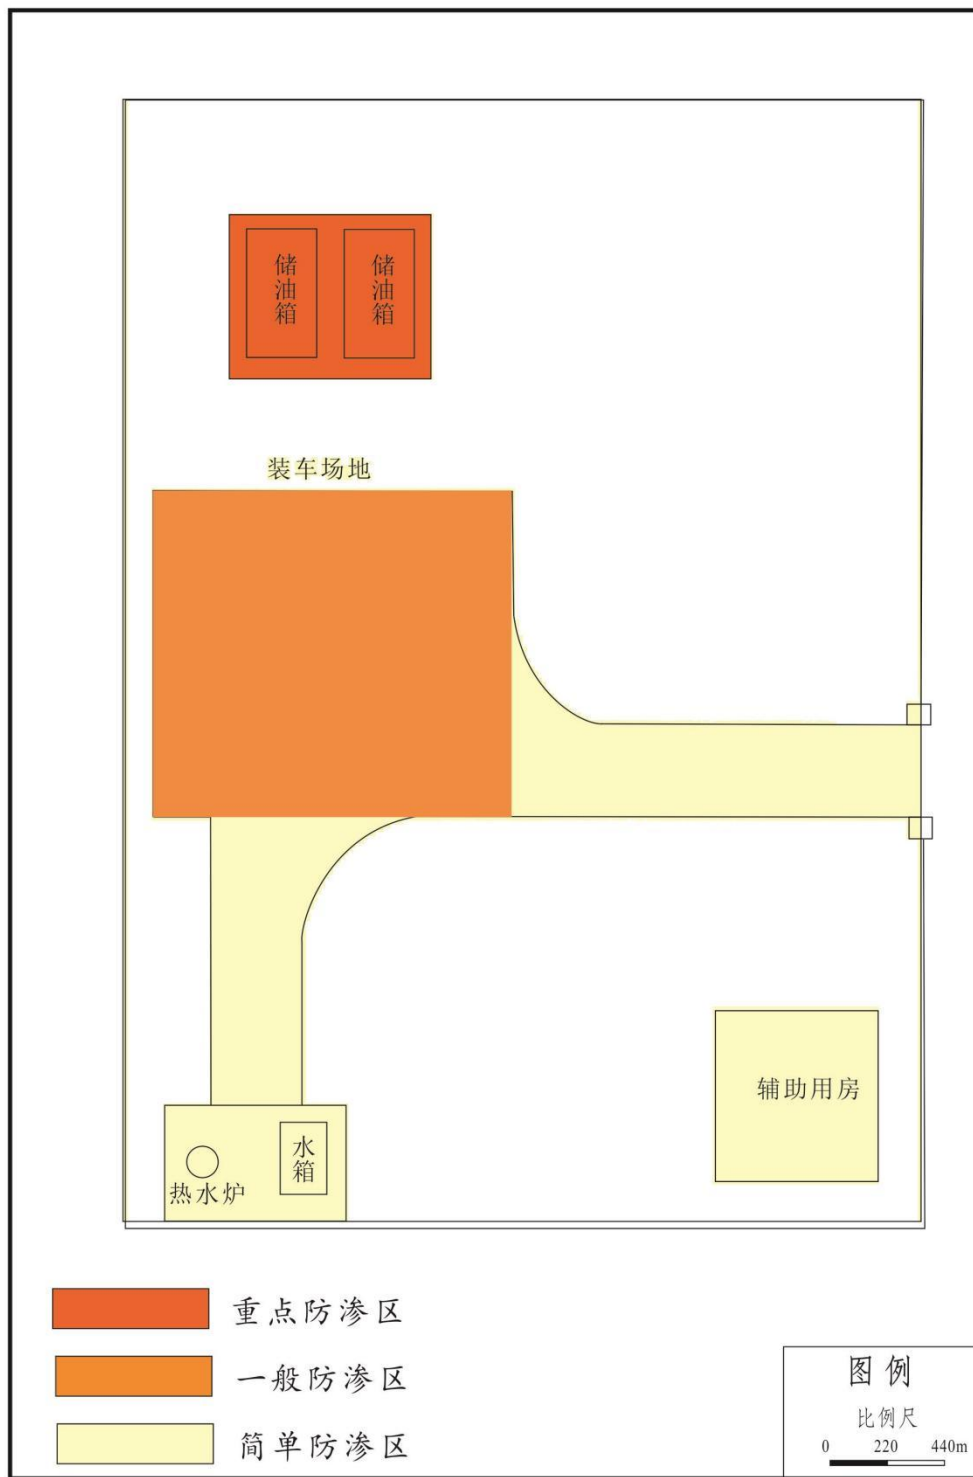 储油箱
储油箱
装车场地
辅助用房
水箱
热水炉
重点防渗区
一般防渗区
简单防渗区
图例
比例尺
0 220 440m